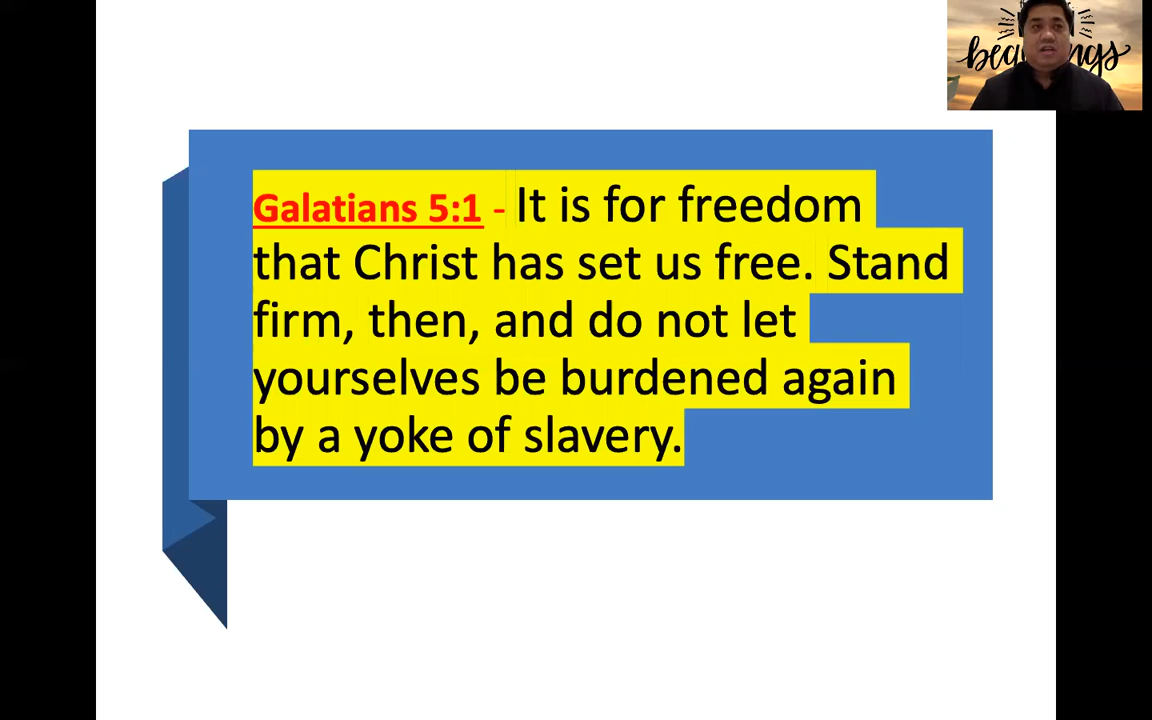 Galatians 5:1 - It is for freedom
that Christ has set us free. Stand
firm, then, and do not let
yourselves be burdened again
by a yoke of slavery.